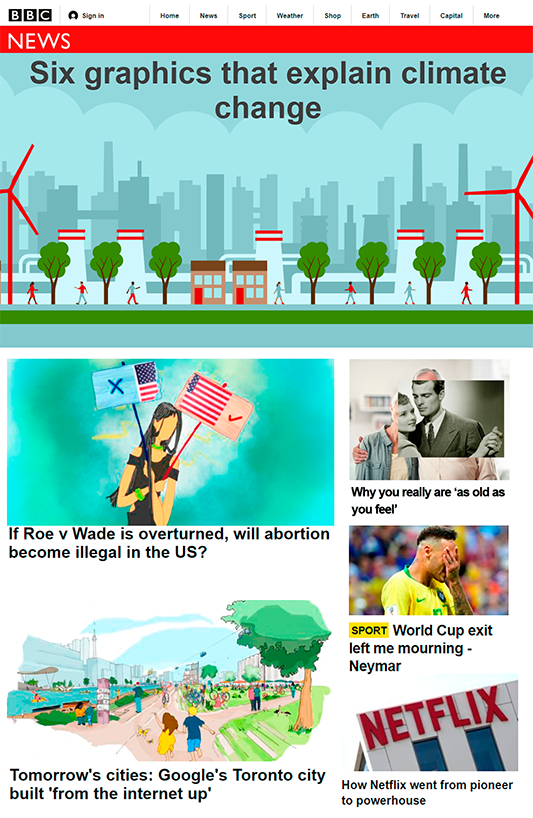 BBC Sign in Home News Sport Weather Shop Earth Travel Capital More
NEWS
Six graphics that explain climate
change
If Roe v Wade is overturned, will abortion
become illegal in the US?
Why you really are ‘as old as
you feel’
SPORT World Cup exit
left me mourning -
Neymar
Tomorrow's cities: Google's Toronto city
built 'from the internet up'
NETFLIX
How Netflix went from pioneer
to powerhouse